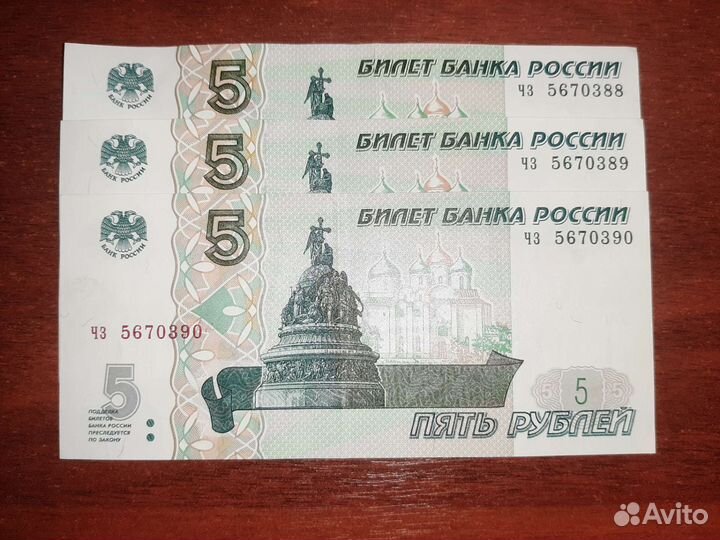 БАНК РОССИИ
5
БИЛЕТ БАНКА РОССИИ
чз 5670388
БАНК РОССИИ
5
БИЛЕТ БАНКА РОССИИ
чз 5670389
БАНК РОССИИ
5
БИЛЕТ БАНКА РОССИИ
чз 5670390
чз 5670390
5
ПОДДЕЛКА
БИЛЕТОВ
БАНКА РОССИИ
ПРЕСЛЕДУЕТСЯ
ПО ЗАКОНУ
5
ПЯТЬ РУБЛЕЙ
Avito